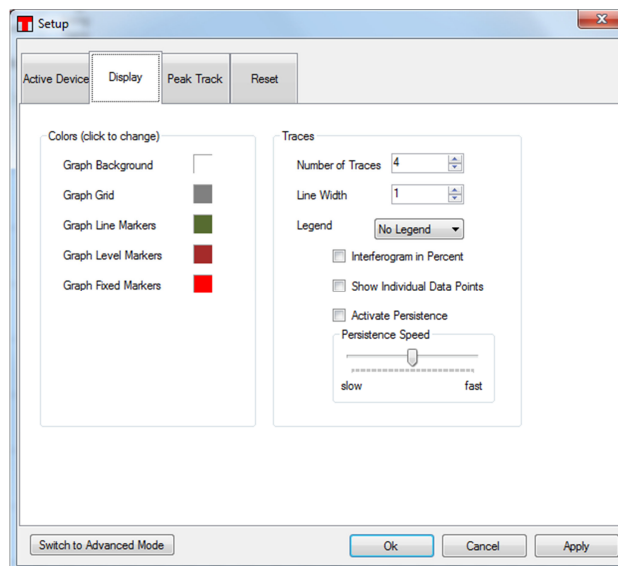 Setup
Active Device
Display
Peak Track
Reset
Colors (click to change)
Graph Background
Graph Grid
Graph Line Markers
Graph Level Markers
Graph Fixed Markers
Traces
Number of Traces 4
Line Width 1
Legend No Legend
Interferogram in Percent
Show Individual Data Points
Activate Persistence
Persistence Speed
slow fast
Switch to Advanced Mode
Ok
Cancel
Apply